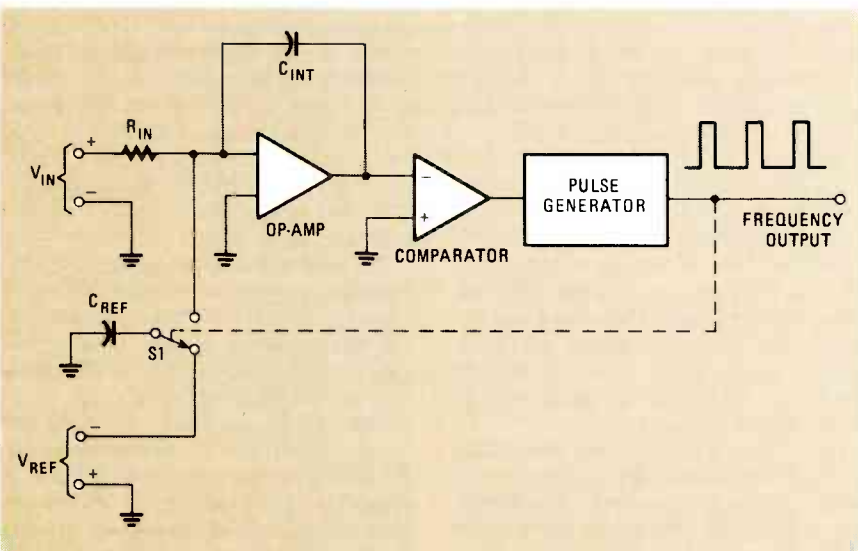 C_INT
R_IN
+
V_IN
−
OP-AMP
−
+
COMPARATOR
PULSE
GENERATOR
FREQUENCY
OUTPUT
C_REF
S1
−
V_REF
+